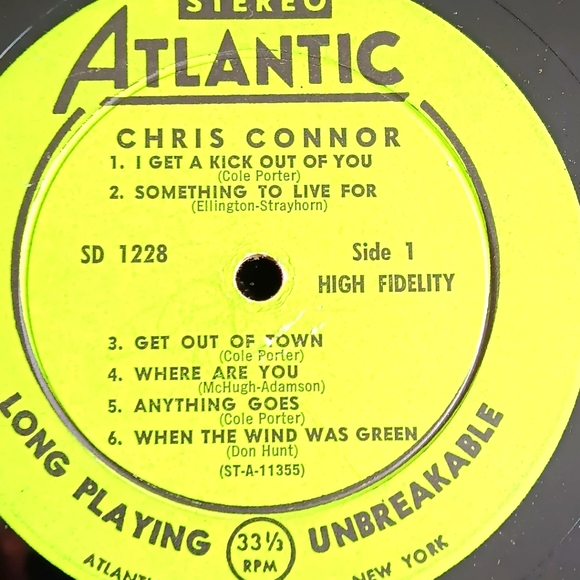 STEREO
ATLANTIC
CHRIS CONNOR
1. I GET A KICK OUT OF YOU
(Cole Porter)
2. SOMETHING TO LIVE FOR
(Ellington-Strayhorn)
SD 1228
Side 1
HIGH FIDELITY
3. GET OUT OF TOWN
(Cole Porter)
4. WHERE ARE YOU
(McHugh-Adamson)
5. ANYTHING GOES
(Cole Porter)
6. WHEN THE WIND WAS GREEN
(Don Hunt)
(ST-A-11355)
LONG PLAYING 33⅓ RPM UNBREAKABLE
NEW YORK